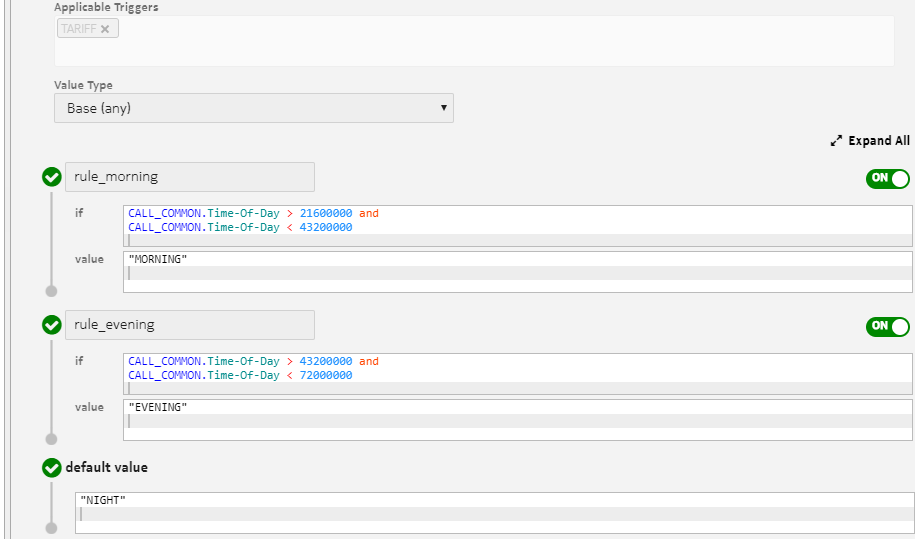 Applicable Triggers
TARIFF ×
Value Type
Base (any)
Expand All
rule_morning
ON
if
CALL_COMMON.Time-Of-Day > 21600000 and
CALL_COMMON.Time-Of-Day < 43200000
value
"MORNING"
rule_evening
ON
if
CALL_COMMON.Time-Of-Day > 43200000 and
CALL_COMMON.Time-Of-Day < 72000000
value
"EVENING"
default value
"NIGHT"